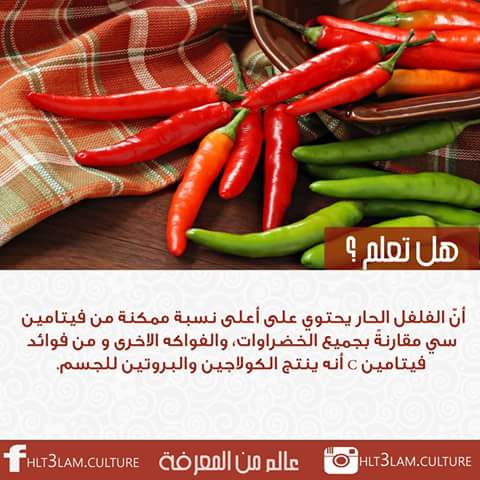 هل تعلم ؟
أنّ الفلفل الحار يحتوي على أعلى نسبة ممكنة من فيتامين
سي مقارنةً بجميع الخضراوات، والفواكه الاخرى و من فوائد
فيتامين C أنه ينتج الكولاجين والبروتين للجسم.
HLT3LAM.CULTURE عالم من المعرفة HLT3LAM.CULTURE